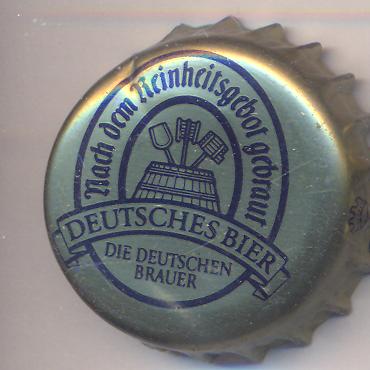 Nach dem Reinheitsgebot gebraut
DEUTSCHES BIER
DIE DEUTSCHEN
BRAUER